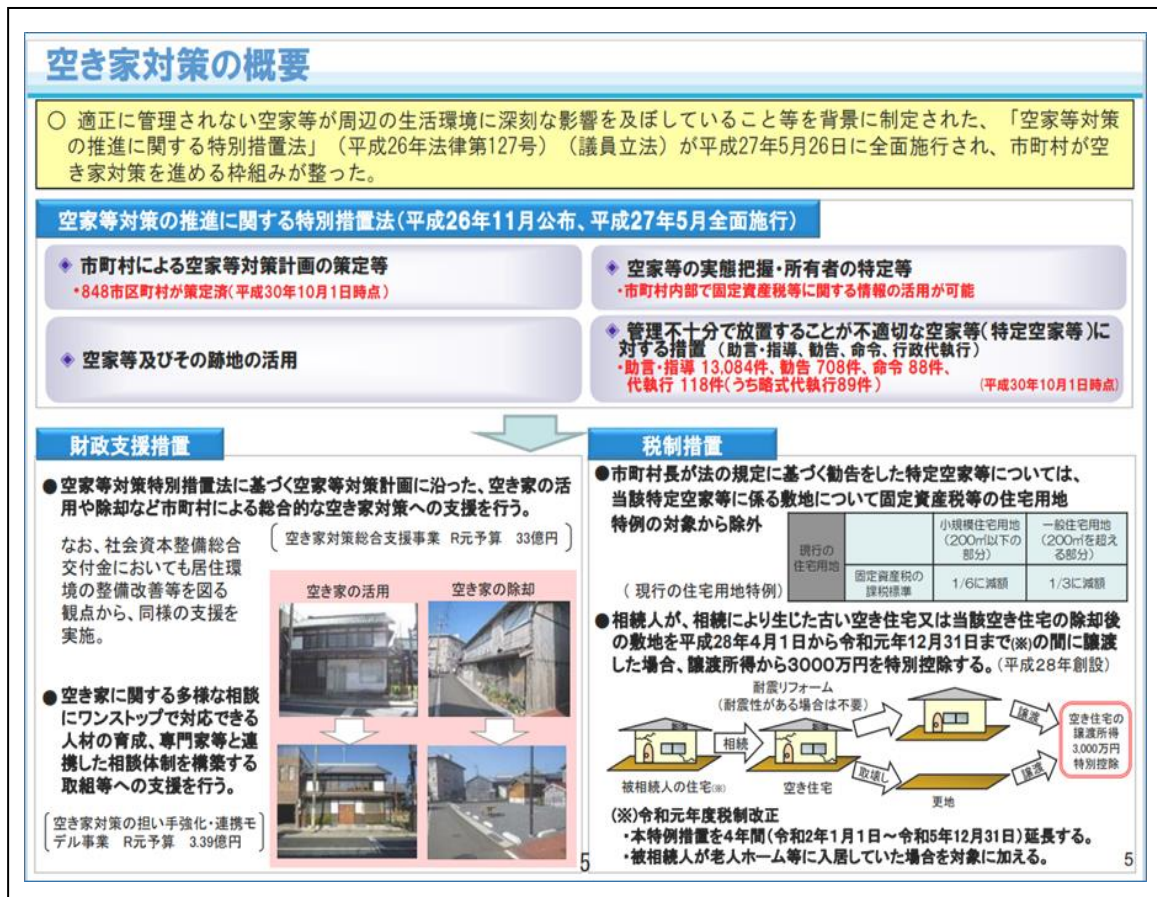 空き家対策の概要
○ 適正に管理されない空家等が周辺の生活環境に深刻な影響を及ぼしていること等を背景に制定された、「空家等対策
の推進に関する特別措置法」(平成26年法律第127号)(議員立法)が平成27年5月26日に全面施行され、市町村が空
き家対策を進める枠組みが整った。
空家等対策の推進に関する特別措置法(平成26年11月公布、平成27年5月全面施行)
◆ 市町村による空家等対策計画の策定等
・848市区町村が策定済(平成30年10月1日時点)
◆ 空家等の実態把握・所有者の特定等
・市町村内部で固定資産税等に関する情報の活用が可能
◆ 空家等及びその跡地の活用
◆ 管理不十分で放置することが不適切な空家等(特定空家等)に
対する措置 (助言・指導、勧告、命令、行政代執行)
・助言・指導 13,084件、勧告 708件、命令 88件、
代執行 118件(うち略式代執行89件) (平成30年10月1日時点)
財政支援措置
●空家等対策特別措置法に基づく空家等対策計画に沿った、空き家の活
用や除却など市町村による総合的な空き家対策への支援を行う。
空き家対策総合支援事業 R元予算 33億円
なお、社会資本整備総合
交付金においても居住環
境の整備改善等を図る
観点から、同様の支援を
実施。
空き家の活用
空き家の除却
●空き家に関する多様な相談
にワンストップで対応できる
人材の育成、専門家等と連
携した相談体制を構築する
取組等への支援を行う。
空き家対策の担い手強化・連携モ
デル事業 R元予算 3.39億円
5
税制措置
●市町村長が法の規定に基づく勧告をした特定空家等については、
当該特定空家等に係る敷地について固定資産税等の住宅用地
特例の対象から除外
(現行の住宅用地特例)
現行の
住宅用地
小規模住宅用地
(200㎡以下の
部分)
一般住宅用地
(200㎡を超え
る部分)
固定資産税の
課税標準
1/6に減額
1/3に減額
●相続人が、相続により生じた古い空き住宅又は当該空き住宅の除却後
の敷地を平成28年4月1日から令和元年12月31日まで(※)の間に譲渡
した場合、譲渡所得から3000万円を特別控除する。(平成28年創設)
耐震リフォーム
(耐震性がある場合は不要)
相続
譲渡
取壊し
譲渡
被相続人の住宅(※)
空き住宅
更地
空き住宅の
譲渡所得
3,000万円
特別控除
(※)令和元年度税制改正
・本特例措置を4年間(令和2年1月1日～令和5年12月31日)延長する。
・被相続人が老人ホーム等に入居していた場合を対象に加える。
5